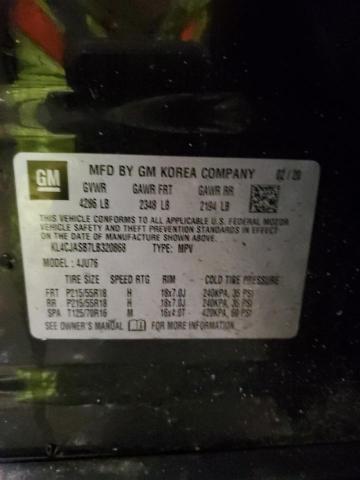 GM
MFD BY GM KOREA COMPANY 02/20
GVWR GAWR FRT GAWR RR
4286 LB 2348 LB 2194 LB
THIS VEHICLE CONFORMS TO ALL APPLICABLE U.S. FEDERAL MOTOR
VEHICLE SAFETY, BUMPER, AND THEFT PREVENTION STANDARDS
IN EFFECT ON THE DATE OF MANUFACTURE SHOWN ABOVE.
KL4CJASB7LB320868 TYPE: MPV
MODEL: 4JU76
TIRE SIZE SPEED RTG RIM COLD TIRE PRESSURE
FRT P215/55R18 H 18x7.0J 240KPA, 35 PSI
RR P215/55R18 H 18x7.0J 240KPA, 35 PSI
SPA T125/70R16 M 16x4.0T 420KPA, 60 PSI
SEE OWNER'S MANUAL FOR MORE INFORMATION.